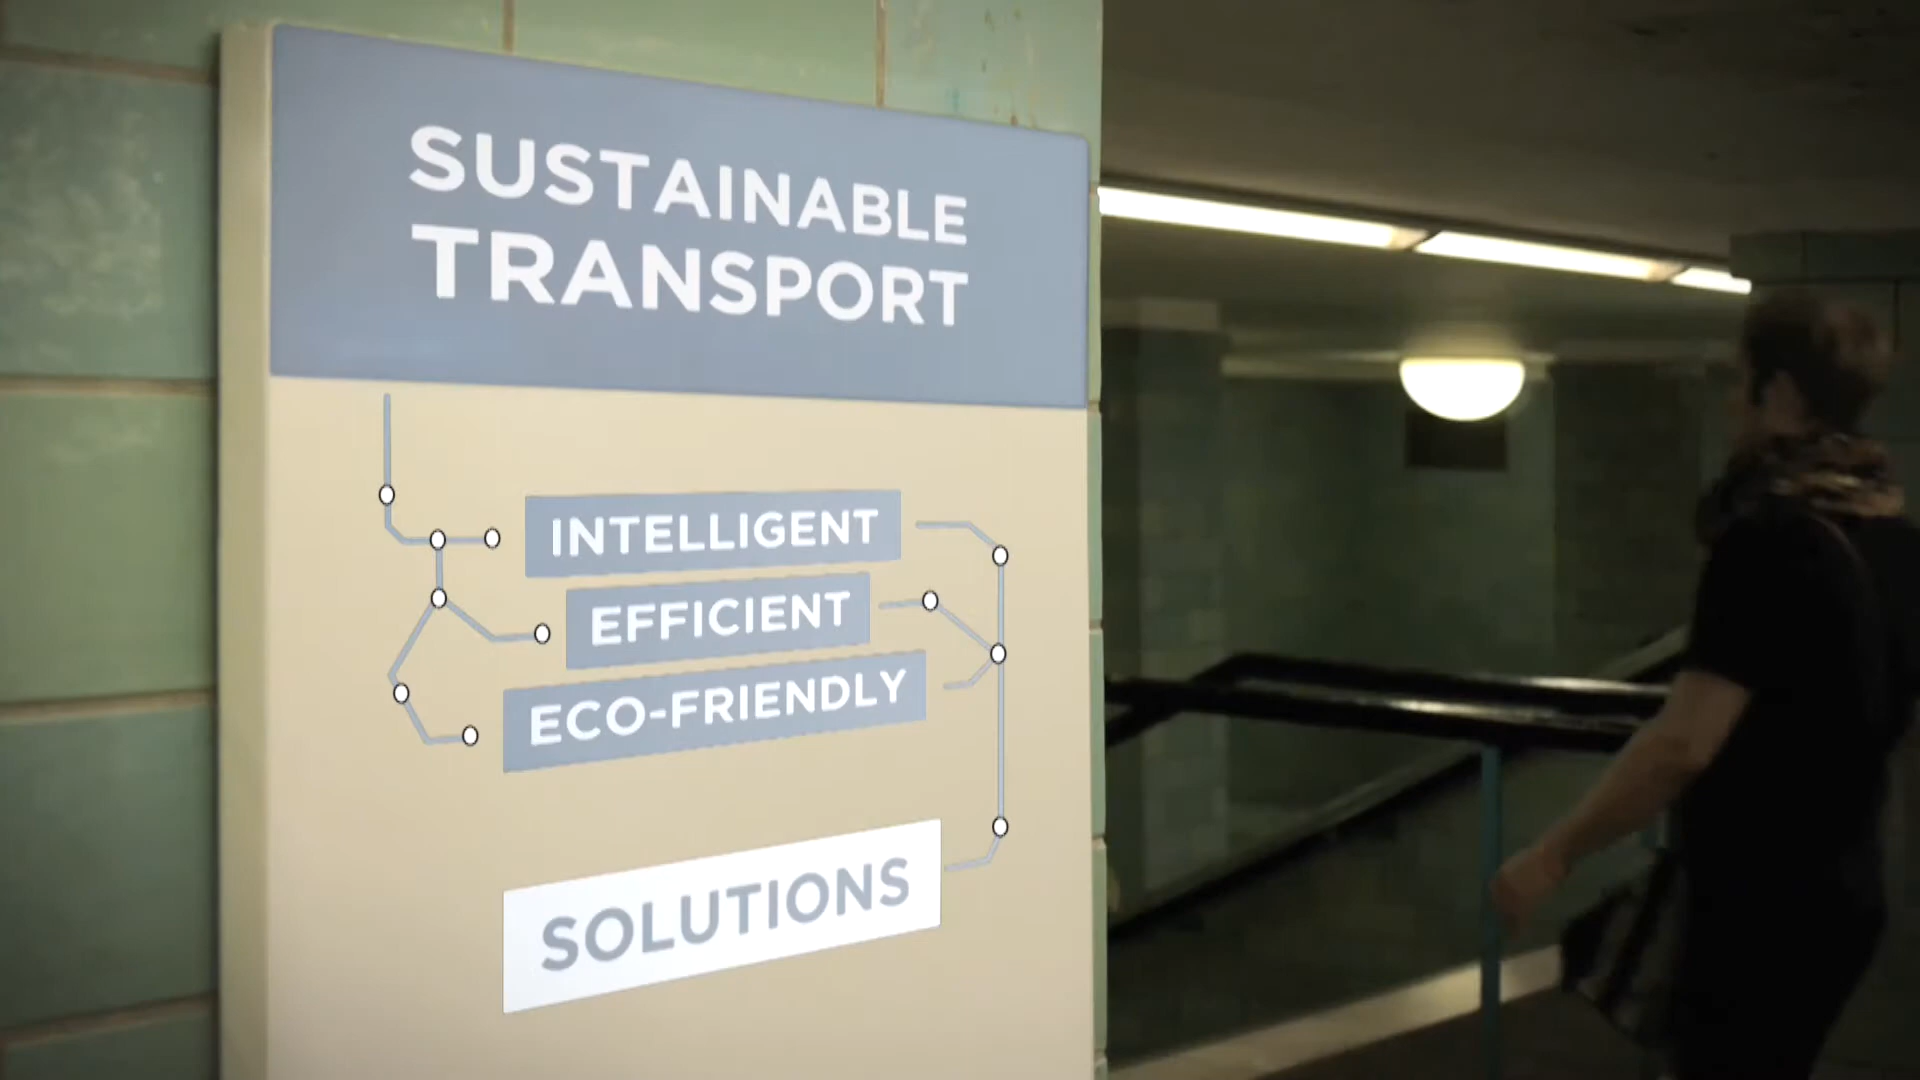 SUSTAINABLE
TRANSPORT
INTELLIGENT
EFFICIENT
ECO-FRIENDLY
SOLUTIONS